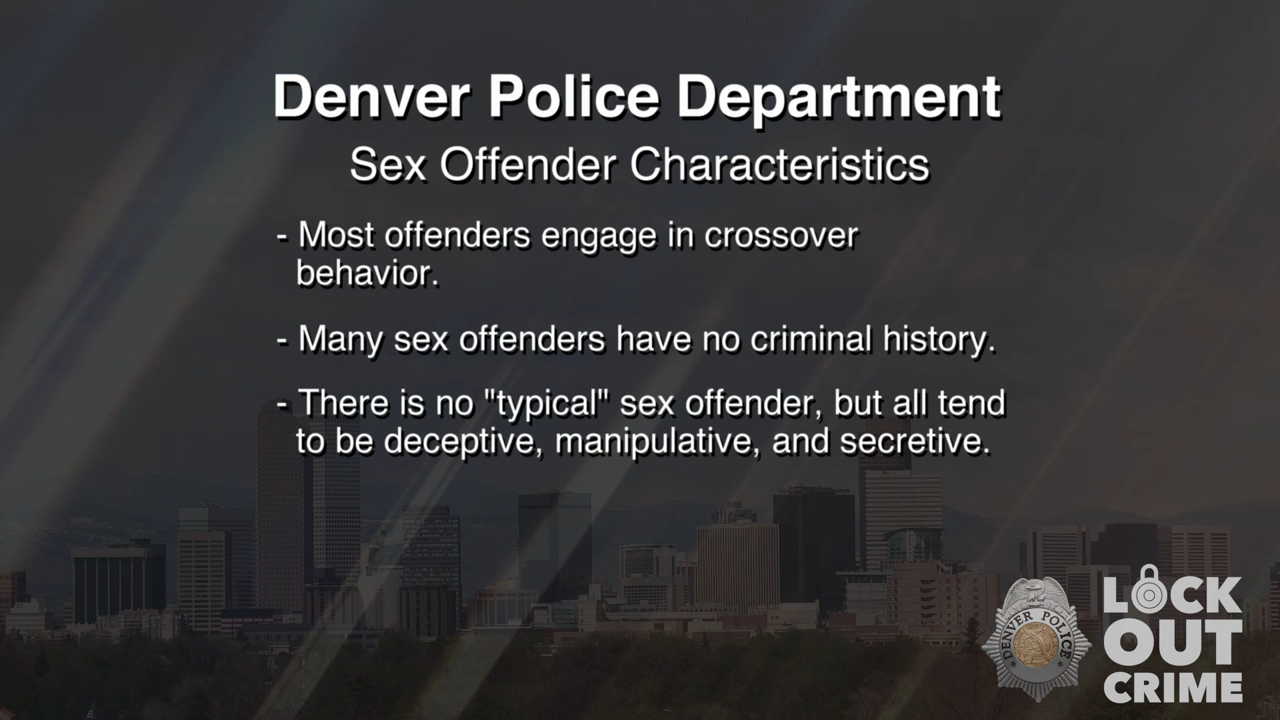 Denver Police Department
Sex Offender Characteristics
- Most offenders engage in crossover
behavior.
- Many sex offenders have no criminal history.
- There is no "typical" sex offender, but all tend
to be deceptive, manipulative, and secretive.
DENVER POLICE
LOCK
OUT
CRIME